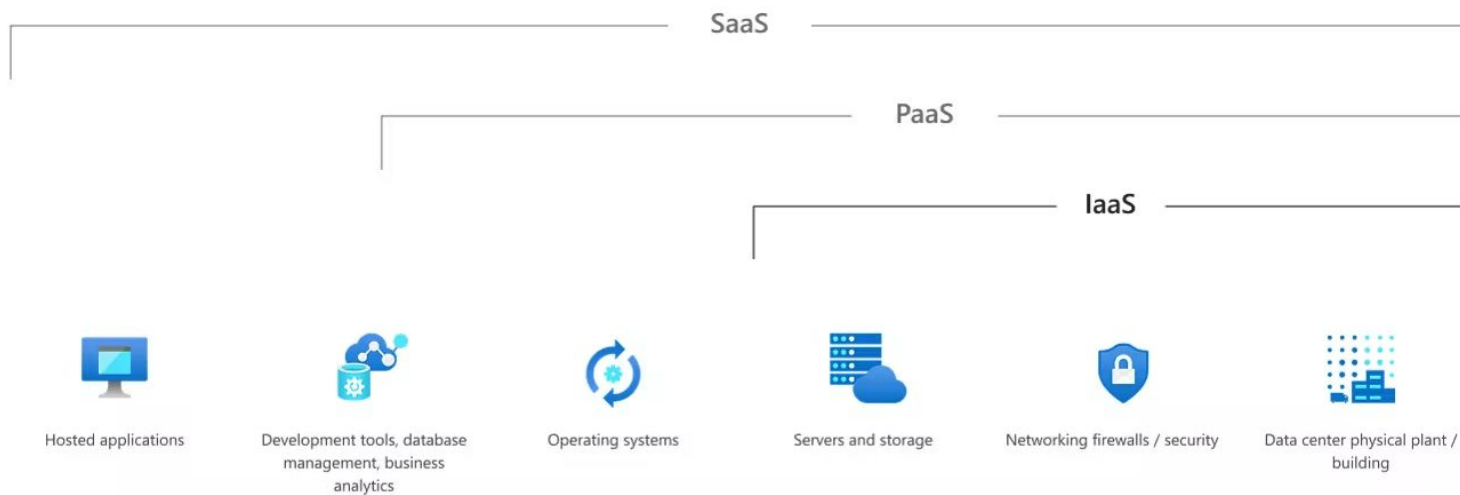 SaaS
PaaS
IaaS
Hosted applications
Development tools, database
management, business
analytics
Operating systems
Servers and storage
Networking firewalls / security
Data center physical plant /
building